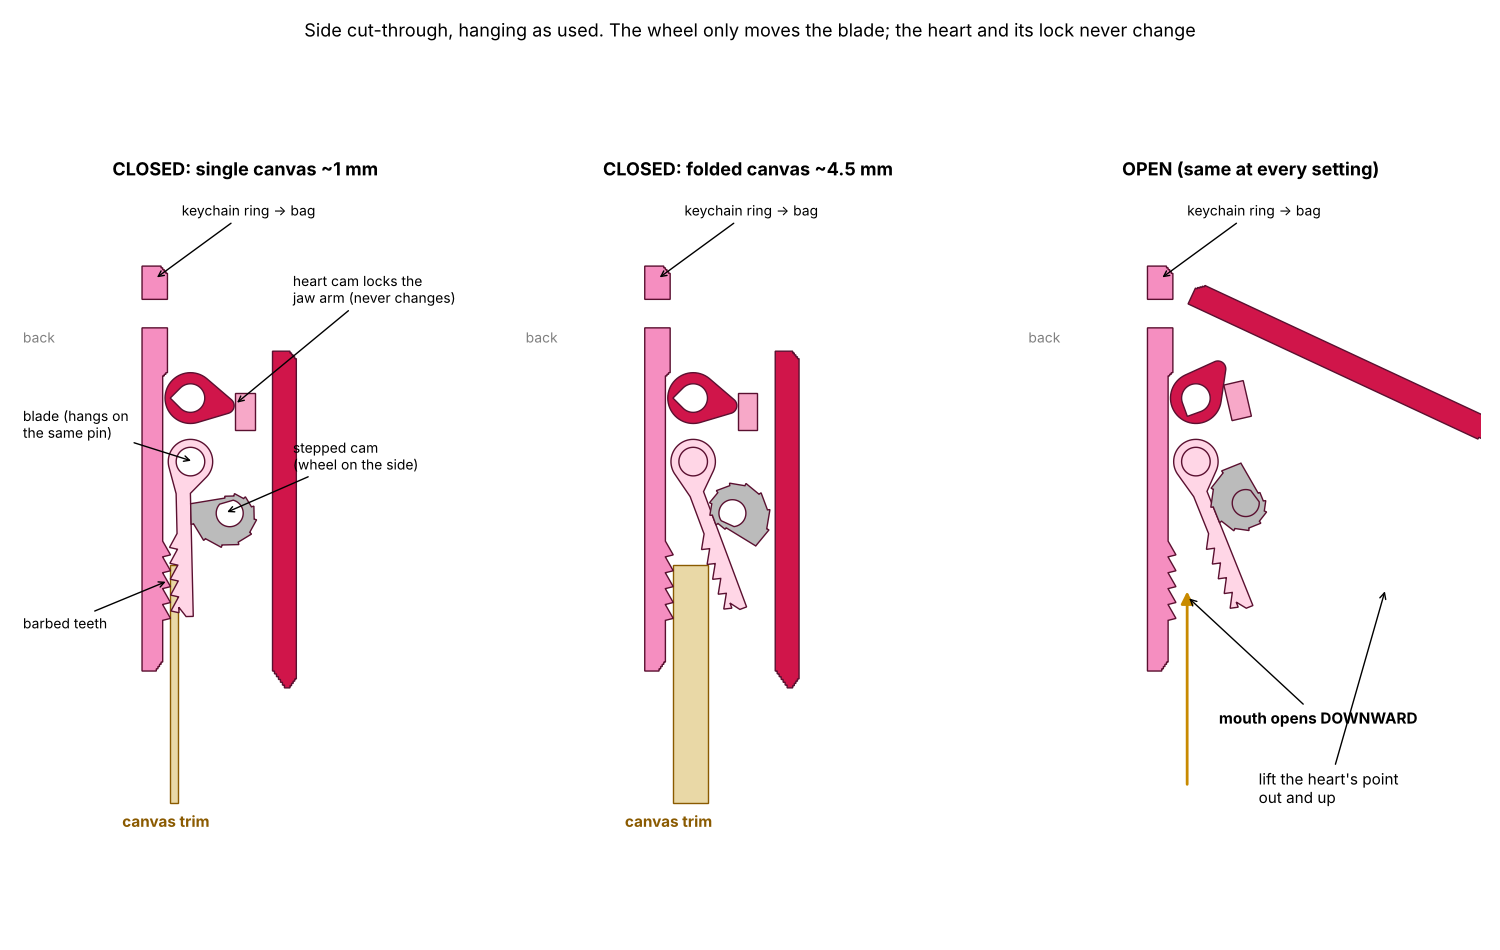 Side cut-through, hanging as used. The wheel only moves the blade; the heart and its lock never change
CLOSED: single canvas ~1 mm
keychain ring → bag
heart cam locks the
jaw arm (never changes)
back
blade (hangs on
the same pin)
stepped cam
(wheel on the side)
barbed teeth
canvas trim
CLOSED: folded canvas ~4.5 mm
keychain ring → bag
back
canvas trim
OPEN (same at every setting)
keychain ring → bag
back
mouth opens DOWNWARD
lift the heart's point
out and up